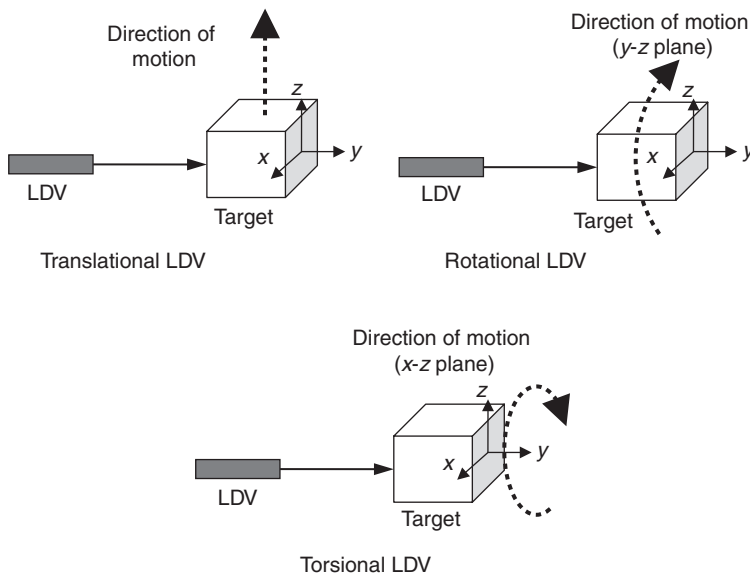 Direction of
motion
z
x
y
LDV
Target
Translational LDV
Direction of motion
(y-z plane)
z
x
y
LDV
Target
Rotational LDV
Direction of motion
(x-z plane)
z
x
y
LDV
Target
Torsional LDV